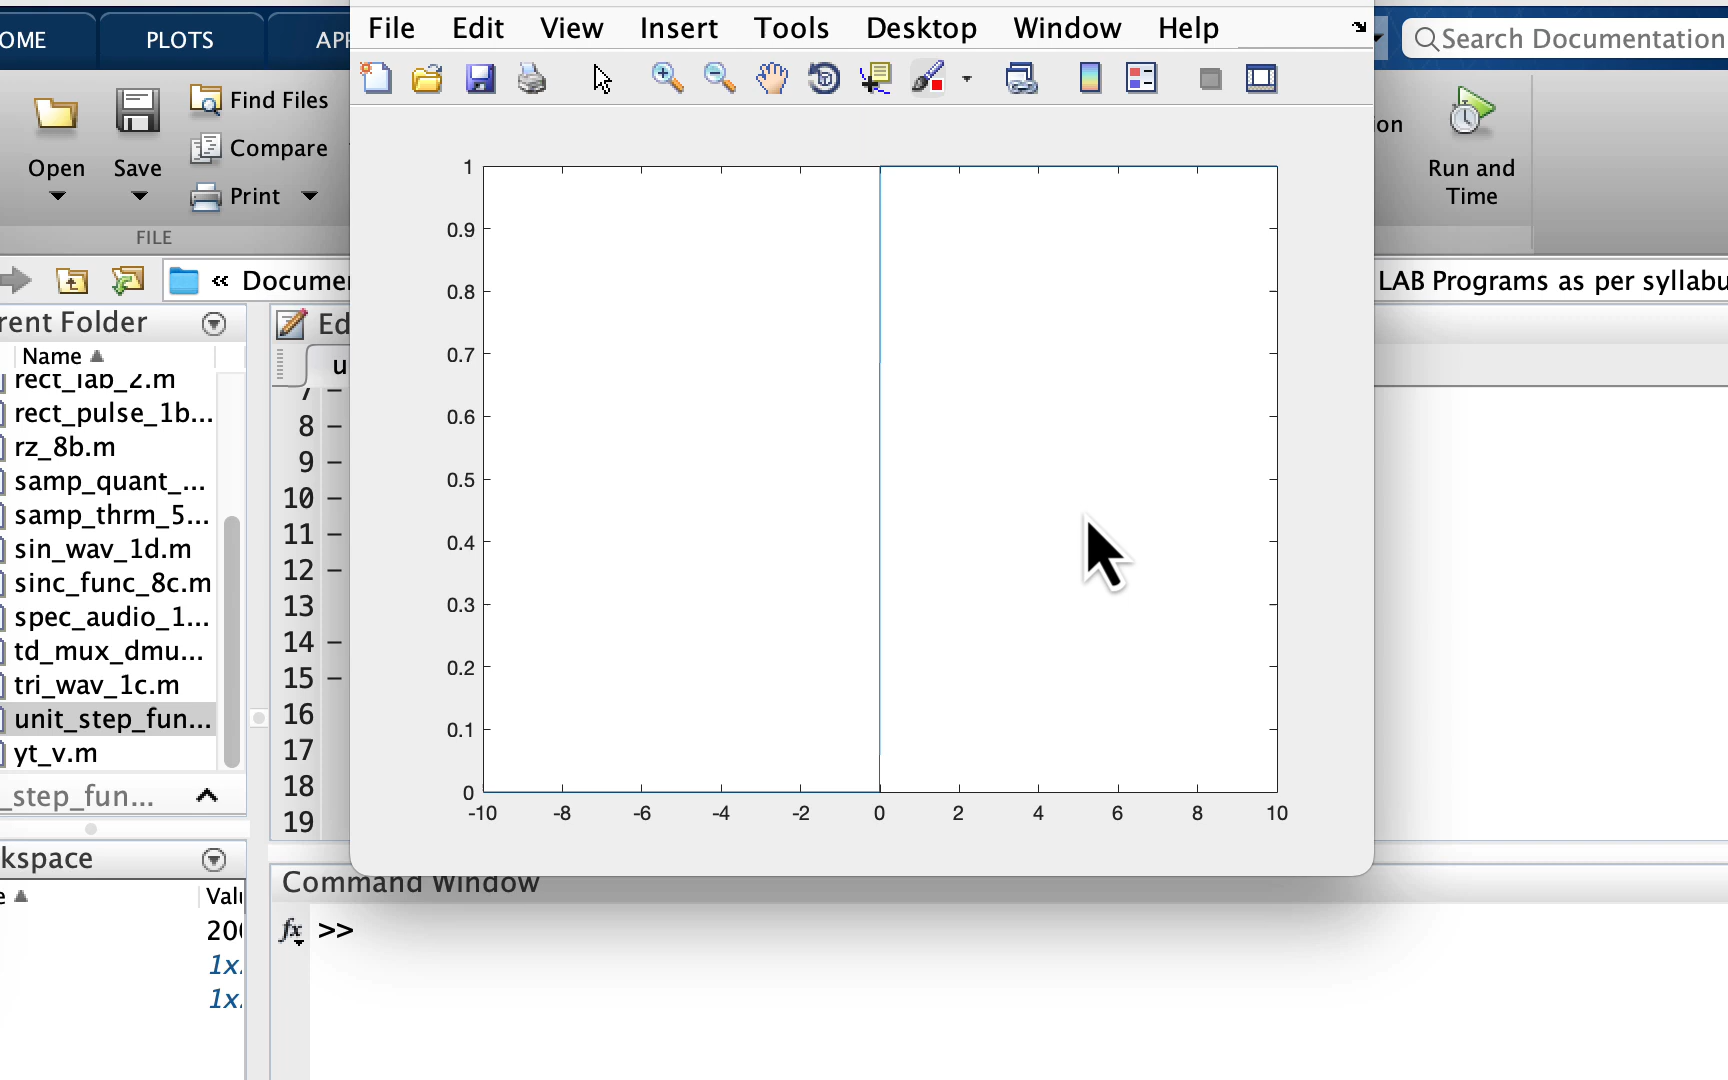 OME
PLOTS
AP
File Edit View Insert Tools Desktop Window Help
Search Documentation
Open
Save
Find Files
Compare
Print
FILE
on
Run and
Time
« Documen
LAB Programs as per syllabu
rent Folder
Name
rect_lab_2.m
rect_pulse_1b...
rz_8b.m
samp_quant_...
samp_thrm_5...
sin_wav_1d.m
sinc_func_8c.m
spec_audio_1...
td_mux_dmu...
tri_wav_1c.m
unit_step_fun...
yt_v.m
_step_fun...
kspace
e
Valu
200
1x
1x
Ed
u
7 –
8 –
9 –
10 –
11 –
12 –
13
14 –
15 –
16
17
18
19
1
0.9
0.8
0.7
0.6
0.5
0.4
0.3
0.2
0.1
0
-10 -8 -6 -4 -2 0 2 4 6 8 10
Command Window
fx >>